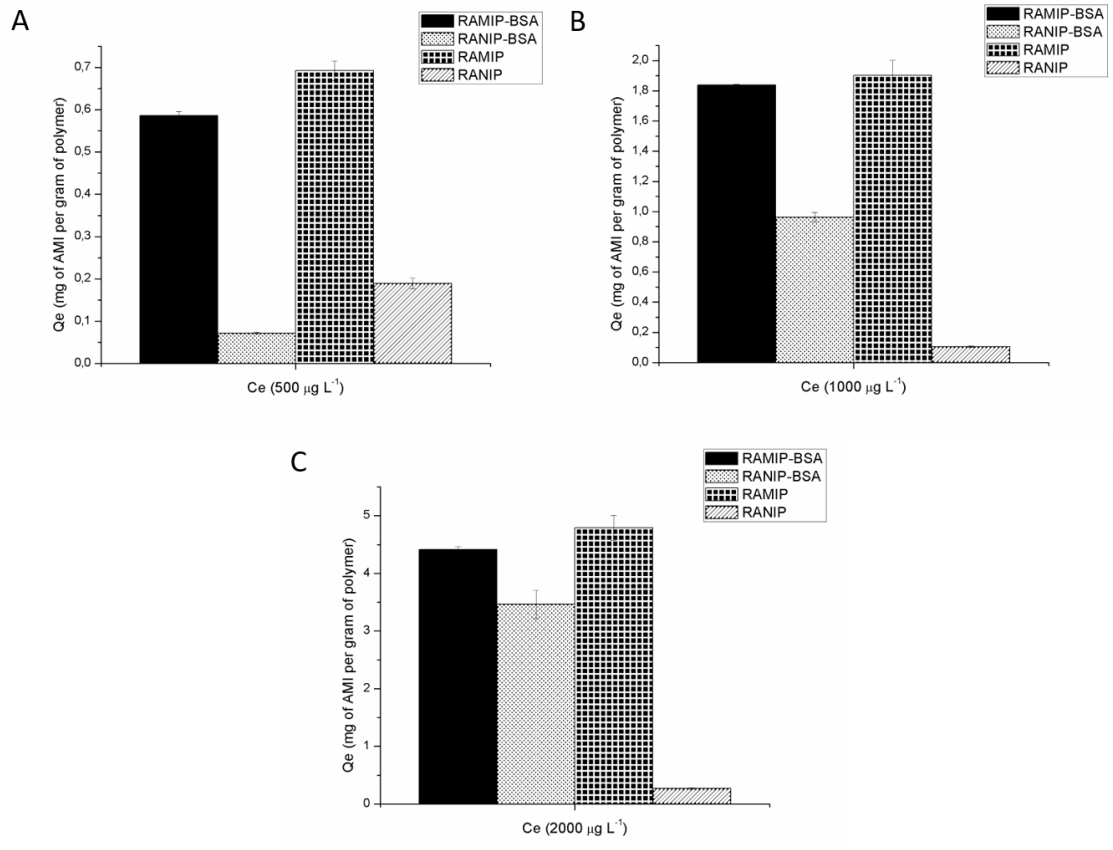 A
RAMIP-BSA
RANIP-BSA
RAMIP
RANIP
Qe (mg of AMI per gram of polymer)
0,7
0,6
0,5
0,4
0,3
0,2
0,1
0,0
Ce (500 μg L⁻¹)
B
RAMIP-BSA
RANIP-BSA
RAMIP
RANIP
Qe (mg of AMI per gram of polymer)
2,0
1,8
1,6
1,4
1,2
1,0
0,8
0,6
0,4
0,2
0,0
Ce (1000 μg L⁻¹)
C
RAMIP-BSA
RANIP-BSA
RAMIP
RANIP
Qe (mg of AMI per gram of polymer)
5
4
3
2
1
0
Ce (2000 μg L⁻¹)